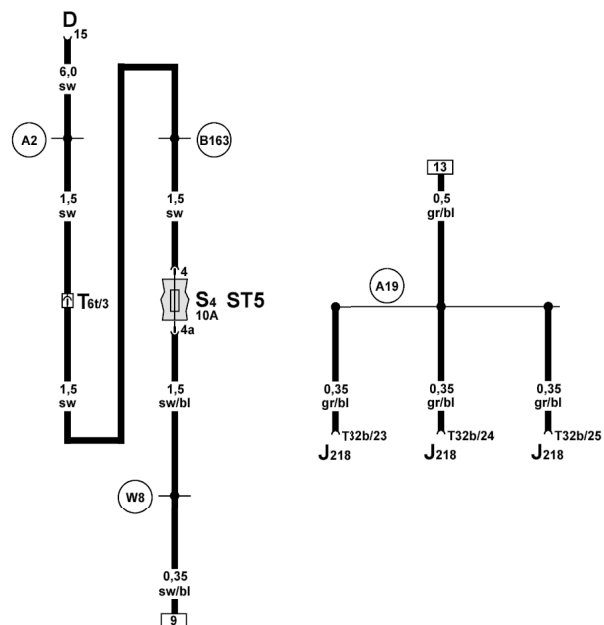 D
15
6,0
sw
A2
B163
1,5
sw
1,5
sw
4
T6t/3
S4 ST5
10A
4a
1,5
sw
1,5
sw/bl
W8
0,35
sw/bl
9
13
0,5
gr/bl
A19
0,35
gr/bl
0,35
gr/bl
0,35
gr/bl
T32b/23
J218
T32b/24
J218
T32b/25
J218